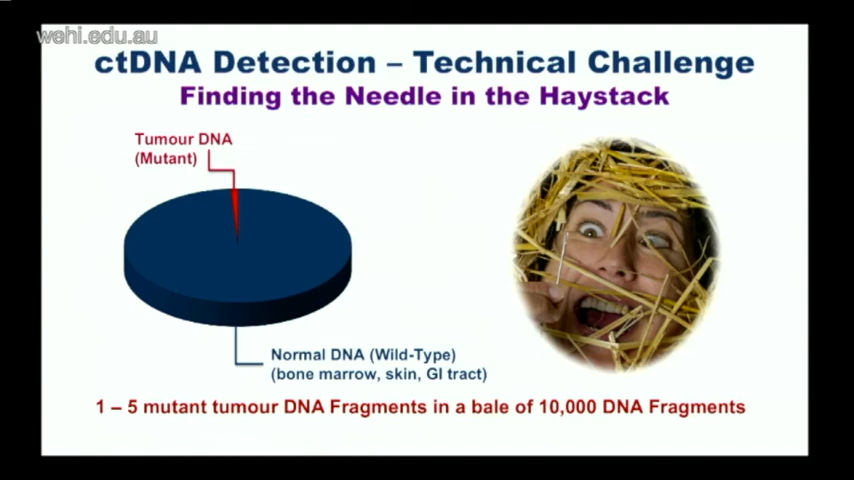 wehi.edu.au
ctDNA Detection – Technical Challenge
Finding the Needle in the Haystack
Tumour DNA
(Mutant)
Normal DNA (Wild-Type)
(bone marrow, skin, GI tract)
1 – 5 mutant tumour DNA Fragments in a bale of 10,000 DNA Fragments